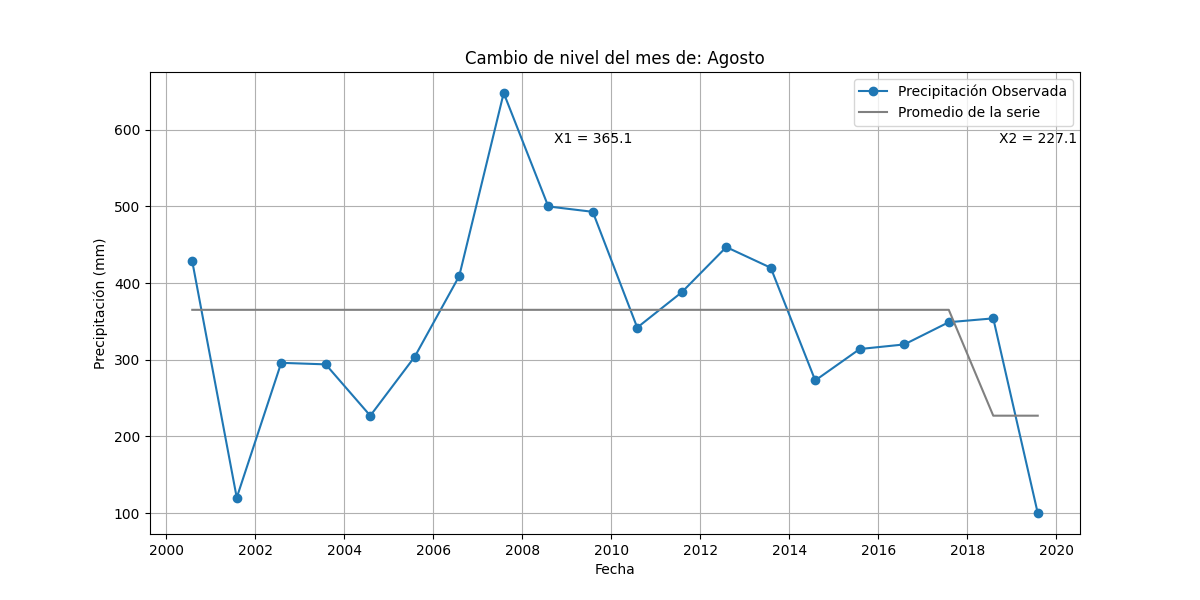 Cambio de nivel del mes de: Agosto
Precipitación Observada
Promedio de la serie
X1 = 365.1
X2 = 227.1
Precipitación (mm)
600
500
400
300
200
100
2000 2002 2004 2006 2008 2010 2012 2014 2016 2018 2020
Fecha